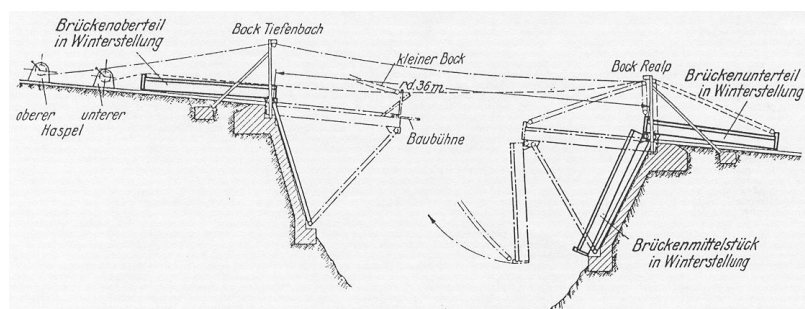 Brückenoberteil
in Winterstellung
Bock Tiefenbach
kleiner Bock
rd. 36 m
Bock Realp
Brückenunterteil
in Winterstellung
oberer
unterer
Haspel
Baubühne
Brückenmittelstück
in Winterstellung